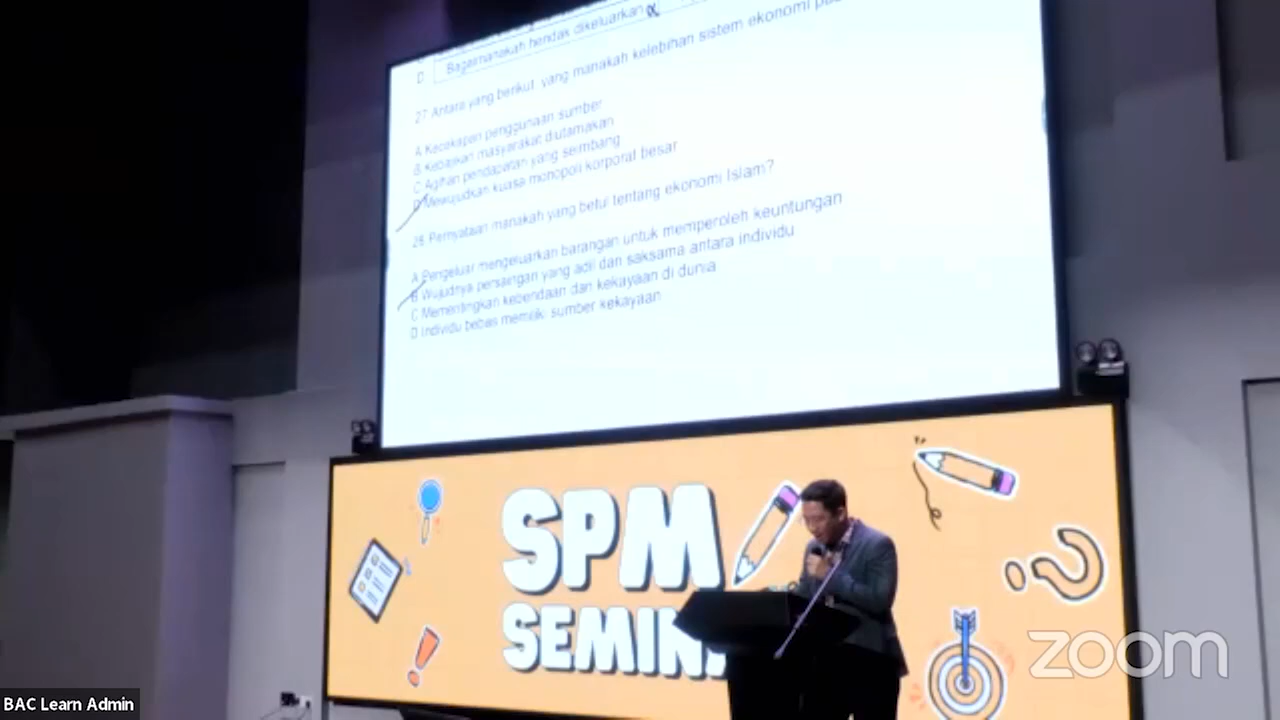 D Bagaimanakah hendak dikeluarkan
27 Antara yang berikut, yang manakah kelebihan sistem ekonomi
A Kecekapan penggunaan sumber
B Kebajikan masyarakat diutamakan
C Agihan pendapatan yang seimbang
D Mewujudkan kuasa monopoli korporat besar
28 Pernyataan manakah yang betul tentang ekonomi Islam?
A Pengeluar mengeluarkan barangan untuk memperoleh keuntungan
B Wujudnya persaingan yang adil dan saksama antara individu
C Mementingkan kebendaan dan kekayaan di dunia
D Individu bebas memiliki sumber kekayaan
SPM
SEMIN
zoom
BAC Learn Admin